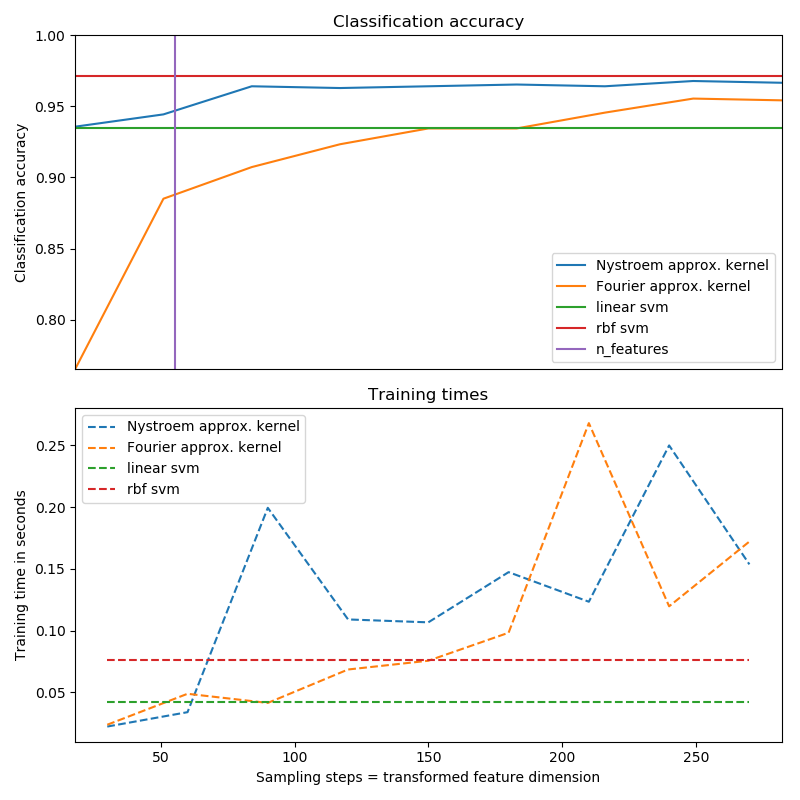 Classification accuracy
1.00
0.95
0.90
0.85
0.80
Classification accuracy
Nystroem approx. kernel
Fourier approx. kernel
linear svm
rbf svm
n_features
Training times
0.25
0.20
0.15
0.10
0.05
Training time in seconds
Nystroem approx. kernel
Fourier approx. kernel
linear svm
rbf svm
50 100 150 200 250
Sampling steps = transformed feature dimension